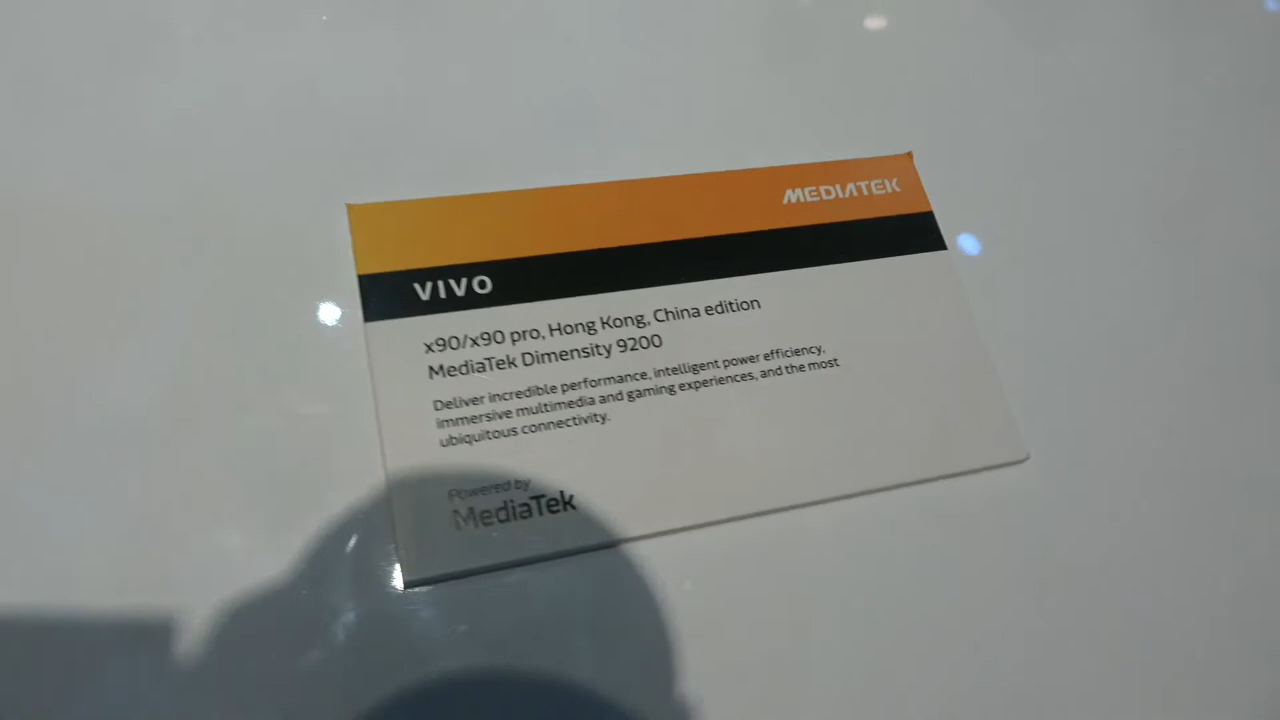 MEDIATEK
VIVO
x90/x90 pro, Hong Kong, China edition
MediaTek Dimensity 9200
Deliver incredible performance, intelligent power efficiency,
immersive multimedia and gaming experiences, and the most
ubiquitous connectivity.
Powered by
MediaTek